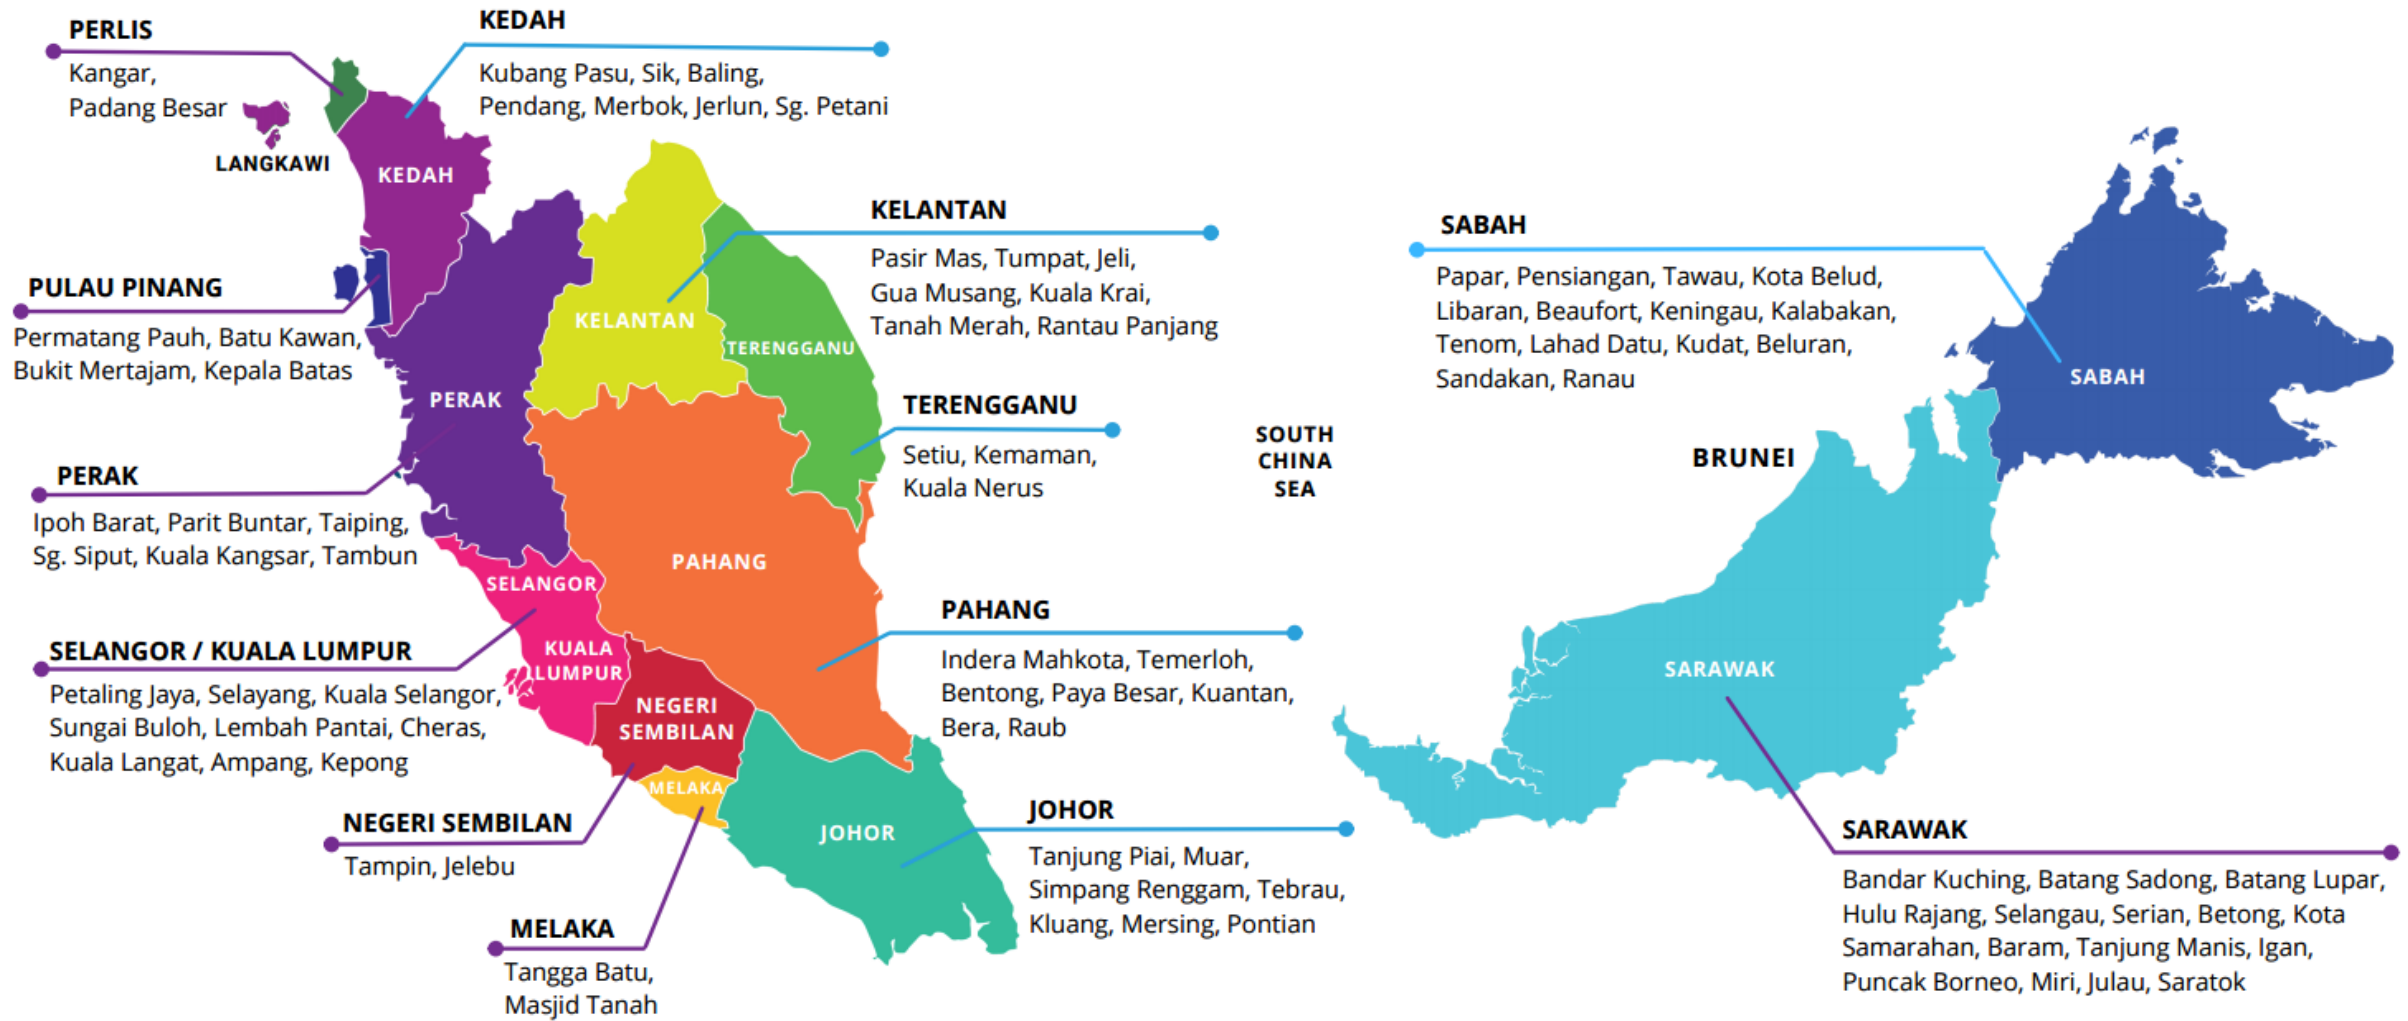 PERLIS
Kangar,
Padang Besar
KEDAH
Kubang Pasu, Sik, Baling,
Pendang, Merbok, Jerlun, Sg. Petani
LANGKAWI
KEDAH
PULAU PINANG
Permatang Pauh, Batu Kawan,
Bukit Mertajam, Kepala Batas
KELANTAN
Pasir Mas, Tumpat, Jeli,
Gua Musang, Kuala Krai,
Tanah Merah, Rantau Panjang
KELANTAN
TERENGGANU
PERAK
TERENGGANU
Setiu, Kemaman,
Kuala Nerus
PERAK
Ipoh Barat, Parit Buntar, Taiping,
Sg. Siput, Kuala Kangsar, Tambun
PAHANG
SELANGOR
SELANGOR / KUALA LUMPUR
Petaling Jaya, Selayang, Kuala Selangor,
Sungai Buloh, Lembah Pantai, Cheras,
Kuala Langat, Ampang, Kepong
KUALA
LUMPUR
PAHANG
Indera Mahkota, Temerloh,
Bentong, Paya Besar, Kuantan,
Bera, Raub
NEGERI
SEMBILAN
MELAKA
NEGERI SEMBILAN
Tampin, Jelebu
JOHOR
JOHOR
Tanjung Piai, Muar,
Simpang Renggam, Tebrau,
Kluang, Mersing, Pontian
MELAKA
Tangga Batu,
Masjid Tanah
SOUTH
CHINA
SEA
SABAH
Papar, Pensiangan, Tawau, Kota Belud,
Libaran, Beaufort, Keningau, Kalabakan,
Tenom, Lahad Datu, Kudat, Beluran,
Sandakan, Ranau
SABAH
BRUNEI
SARAWAK
SARAWAK
Bandar Kuching, Batang Sadong, Batang Lupar,
Hulu Rajang, Selangau, Serian, Betong, Kota
Samarahan, Baram, Tanjung Manis, Igan,
Puncak Borneo, Miri, Julau, Saratok